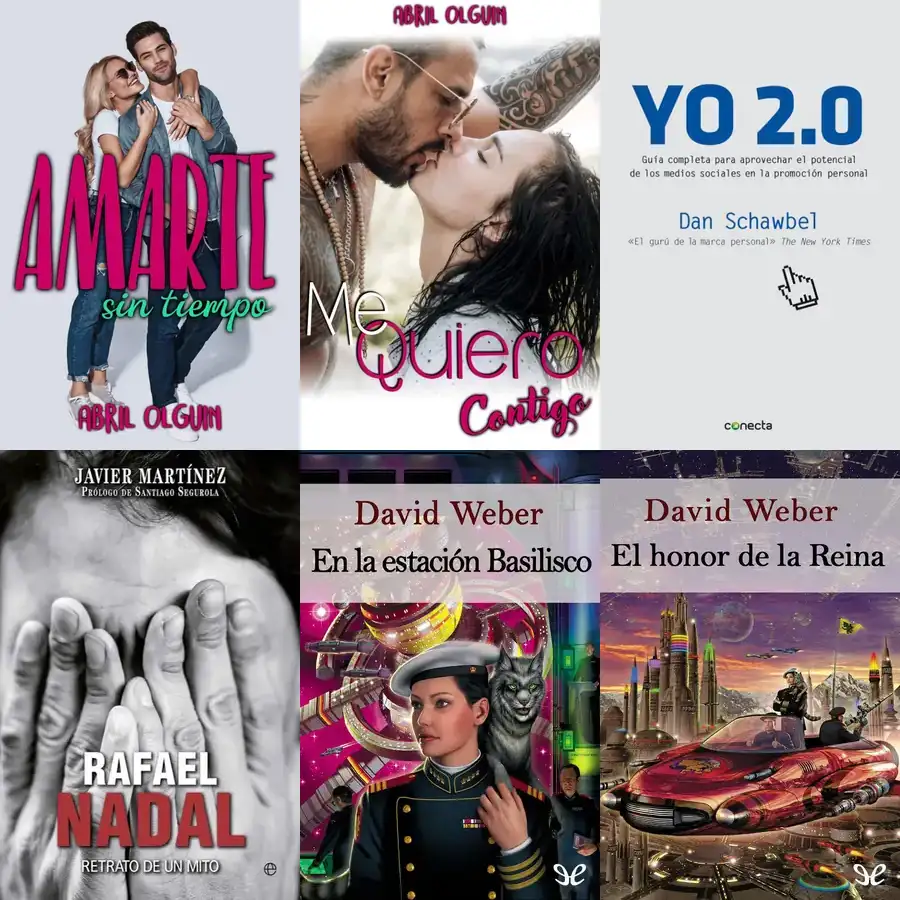 AMARTE
sin tiempo
ABRIL OLGUIN
ABRIL OLGUIN
Me
Quiero
Contigo
YO 2.0
Guía completa para aprovechar el potencial
de los medios sociales en la promoción personal
Dan Schawbel
«El gurú de la marca personal» The New York Times
conecta
JAVIER MARTÍNEZ
PRÓLOGO DE SANTIAGO SEGUROLA
RAFAEL
NADAL
RETRATO DE UN MITO
David Weber
En la estación Basilisco
David Weber
El honor de la Reina